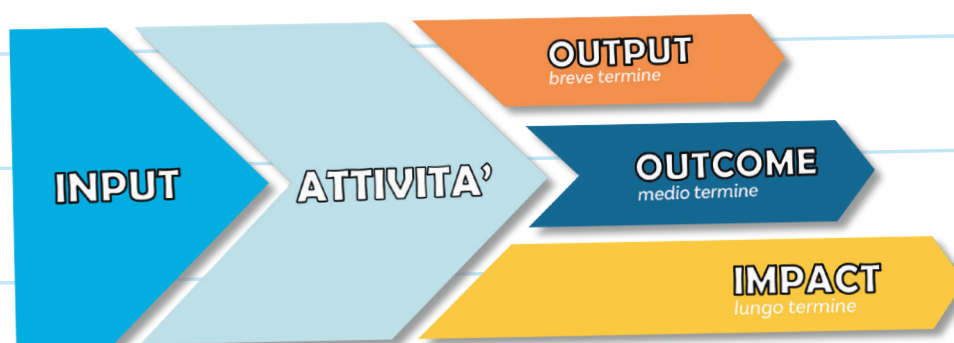 INPUT
ATTIVITA'
OUTPUT
breve termine
OUTCOME
medio termine
IMPACT
lungo termine